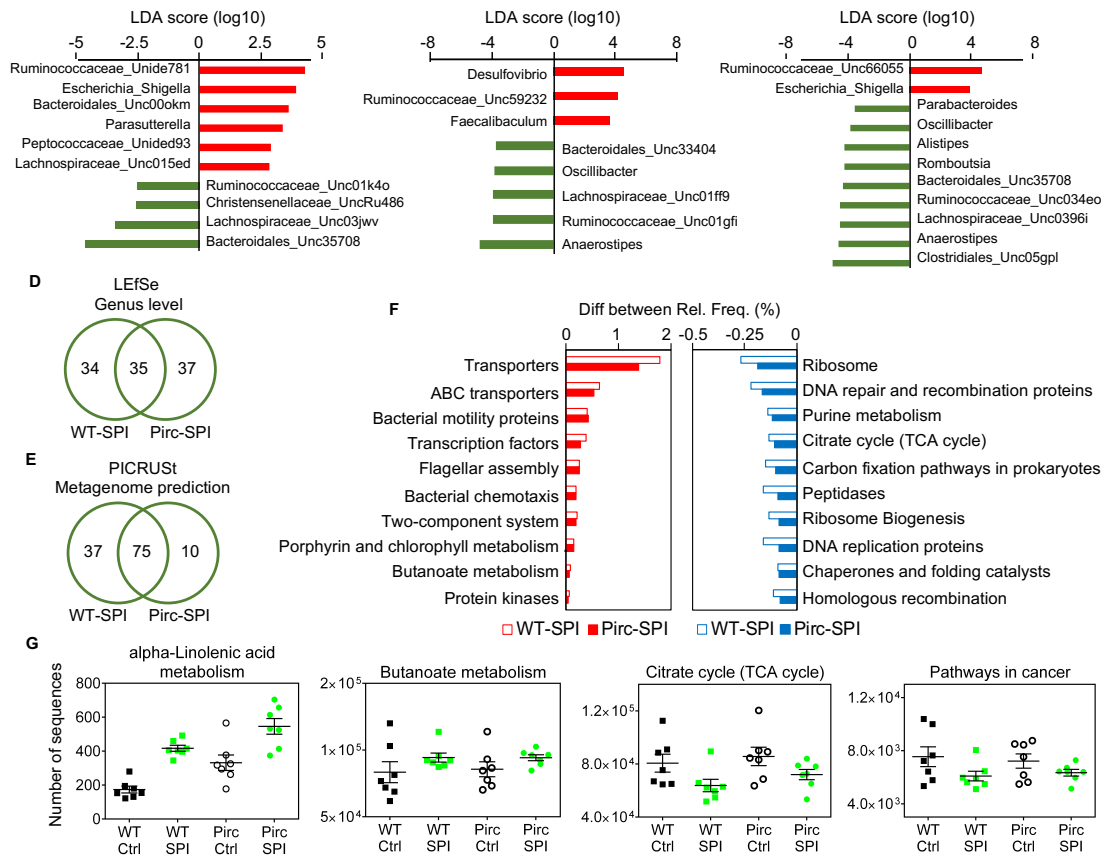 LDA score (log10)
-5 -2.5 0 2.5 5
Ruminococcaceae_Unide781
Escherichia_Shigella
Bacteroidales_Unc00okm
Parasutterella
Peptococcaceae_Unided93
Lachnospiraceae_Unc015ed
Ruminococcaceae_Unc01k4o
Christensenellaceae_UncRu486
Lachnospiraceae_Unc03jwv
Bacteroidales_Unc35708
LDA score (log10)
-8 -4 0 4 8
Desulfovibrio
Ruminococcaceae_Unc59232
Faecalibaculum
Bacteroidales_Unc33404
Oscillibacter
Lachnospiraceae_Unc01ff9
Ruminococcaceae_Unc01gfi
Anaerostipes
LDA score (log10)
-8 -4 0 4 8
Ruminococcaceae_Unc66055
Escherichia_Shigella
Parabacteroides
Oscillibacter
Alistipes
Romboutsia
Bacteroidales_Unc35708
Ruminococcaceae_Unc034eo
Lachnospiraceae_Unc0396i
Anaerostipes
Clostridiales_Unc05gpl
D
LEfSe
Genus level
34 35 37
WT-SPI Pirc-SPI
E
PICRUSt
Metagenome prediction
37 75 10
WT-SPI Pirc-SPI
F
Diff between Rel. Freq. (%)
0 1 2 -0.5 -0.25 0
Transporters
ABC transporters
Bacterial motility proteins
Transcription factors
Flagellar assembly
Bacterial chemotaxis
Two-component system
Porphyrin and chlorophyll metabolism
Butanoate metabolism
Protein kinases
Ribosome
DNA repair and recombination proteins
Purine metabolism
Citrate cycle (TCA cycle)
Carbon fixation pathways in prokaryotes
Peptidases
Ribosome Biogenesis
DNA replication proteins
Chaperones and folding catalysts
Homologous recombination
WT-SPI Pirc-SPI WT-SPI Pirc-SPI
G
alpha-Linolenic acid
metabolism
Number of sequences
800
600
400
200
0
WT Ctrl
WT SPI
Pirc Ctrl
Pirc SPI
Butanoate metabolism
2×10⁵
1×10⁵
5×10⁴
WT Ctrl
WT SPI
Pirc Ctrl
Pirc SPI
Citrate cycle (TCA cycle)
1.2×10⁵
8.0×10⁴
4.0×10⁴
WT Ctrl
WT SPI
Pirc Ctrl
Pirc SPI
Pathways in cancer
1.2×10⁴
8.0×10³
4.0×10³
WT Ctrl
WT SPI
Pirc Ctrl
Pirc SPI